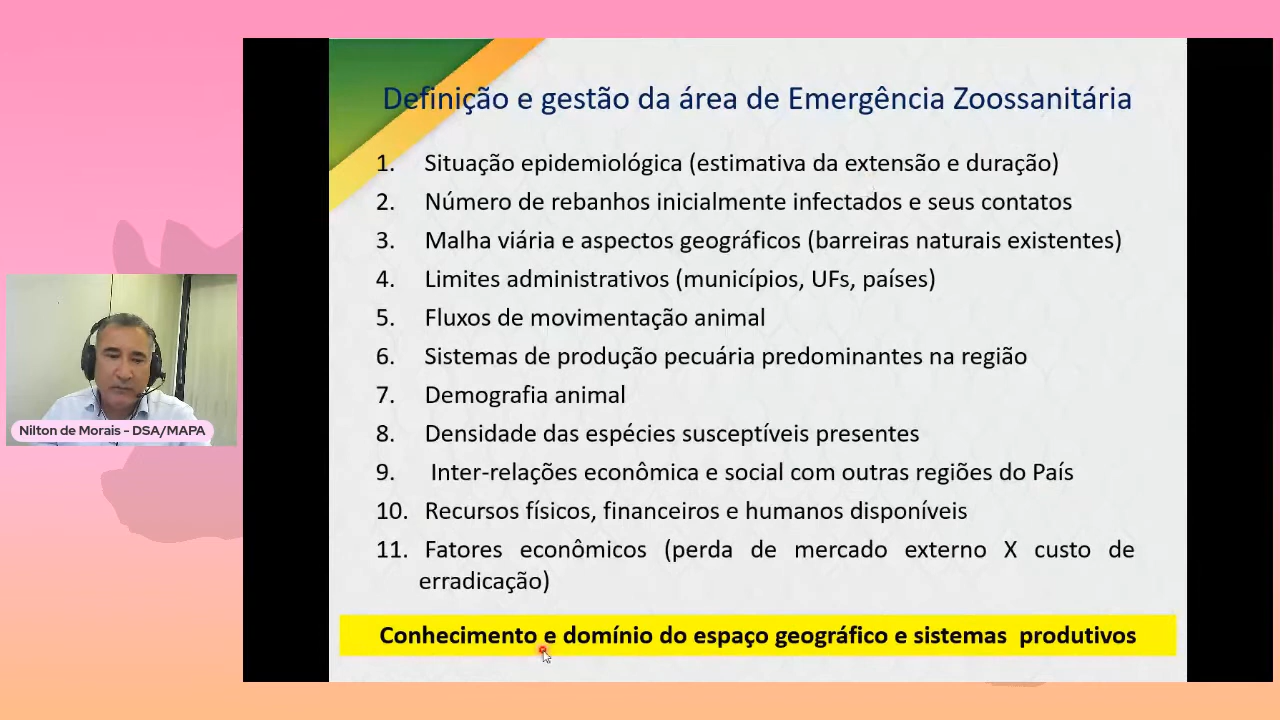 Definição e gestão da área de Emergência Zoossanitária
1. Situação epidemiológica (estimativa da extensão e duração)
2. Número de rebanhos inicialmente infectados e seus contatos
3. Malha viária e aspectos geográficos (barreiras naturais existentes)
4. Limites administrativos (municípios, UFs, países)
5. Fluxos de movimentação animal
6. Sistemas de produção pecuária predominantes na região
7. Demografia animal
8. Densidade das espécies susceptíveis presentes
9. Inter-relações econômica e social com outras regiões do País
10. Recursos físicos, financeiros e humanos disponíveis
11. Fatores econômicos (perda de mercado externo X custo de
erradicação)
Conhecimento e domínio do espaço geográfico e sistemas produtivos
Nilton de Morais - DSA/MAPA